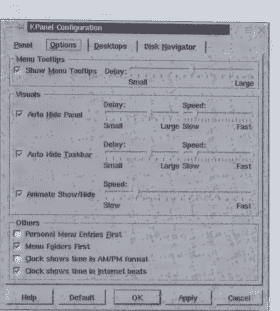 KPanel Configuration
Panel Options Desktops Disk Navigator
Menu Tooltips
Show Menu Tooltips Delay:
Small Large
Visuals
Delay: Speed:
Auto Hide Panel
Small Large Slow Fast
Delay: Speed:
Auto Hide Taskbar
Small Large Slow Fast
Speed:
Animate Show/Hide
Slow Fast
Others
Personal Menu Entries First
Menu Folders First
Clock shows time in AM/PM format
Clock shows time in Internet beats
Help Default OK Apply Cancel